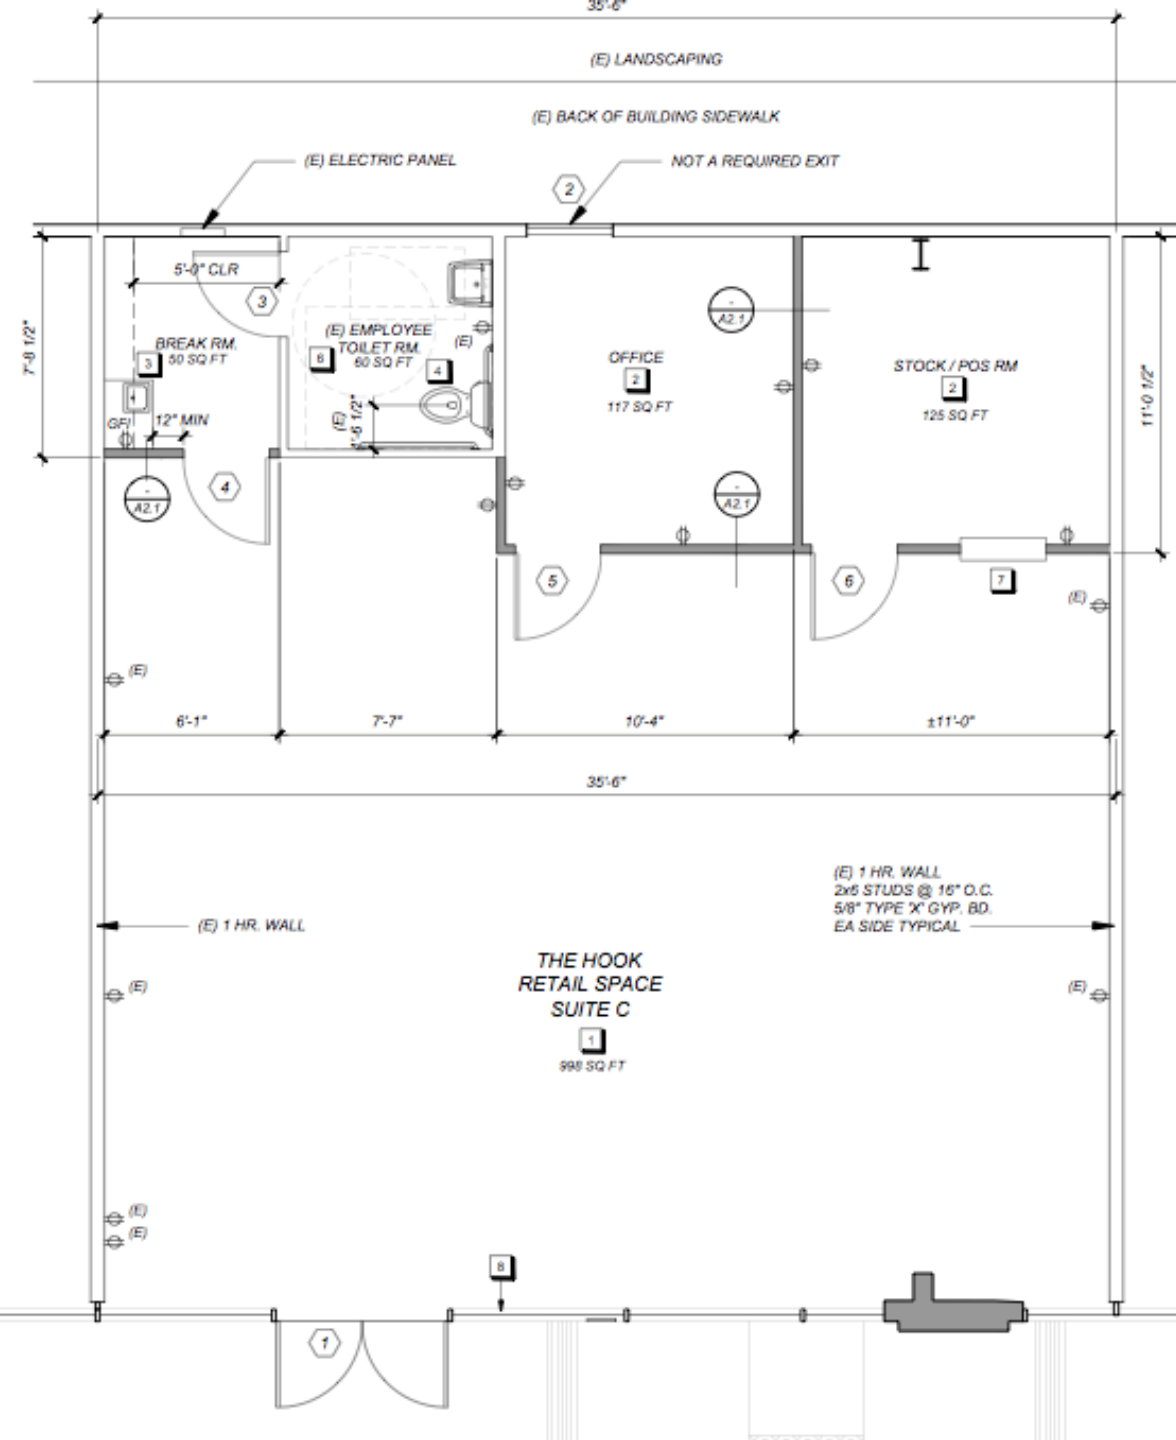 35'-6"
(E) LANDSCAPING
(E) BACK OF BUILDING SIDEWALK
(E) ELECTRIC PANEL
NOT A REQUIRED EXIT
2
5'-0" CLR
3
A2.1
7'-8 1/2"
BREAK RM.
50 SQ FT
3
(E) EMPLOYEE
TOILET RM.
60 SQ FT
6
(E)
4
OFFICE
2
117 SQ FT
STOCK / POS RM
2
125 SQ FT
11'-0 1/2"
GFI
12" MIN
(E)
1'-6 1/2"
A2.1
4
A2.1
5
6
7
(E)
(E)
6'-1"
7'-7"
10'-4"
±11'-0"
35'-6"
(E) 1 HR. WALL
2x6 STUDS @ 16" O.C.
5/8" TYPE 'X' GYP. BD.
EA SIDE TYPICAL
(E) 1 HR. WALL
THE HOOK
RETAIL SPACE
SUITE C
1
998 SQ FT
(E)
(E)
(E)
(E)
8
1